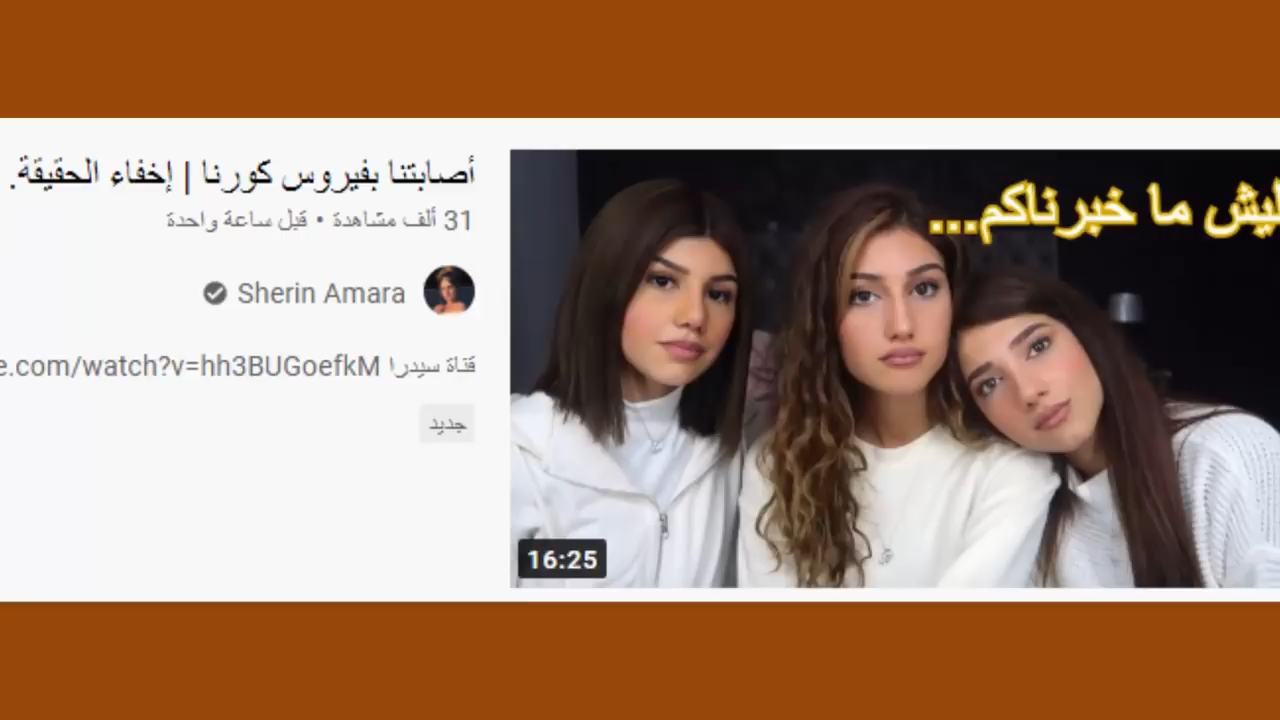 أصابتنا بفيروس كورنا | إخفاء الحقيقة.
31 ألف مشاهدة • قبل ساعة واحدة
Sherin Amara
قناة سيدرا e.com/watch?v=hh3BUGoefkM
جديد
ليش ما خبرناكم...
16:25